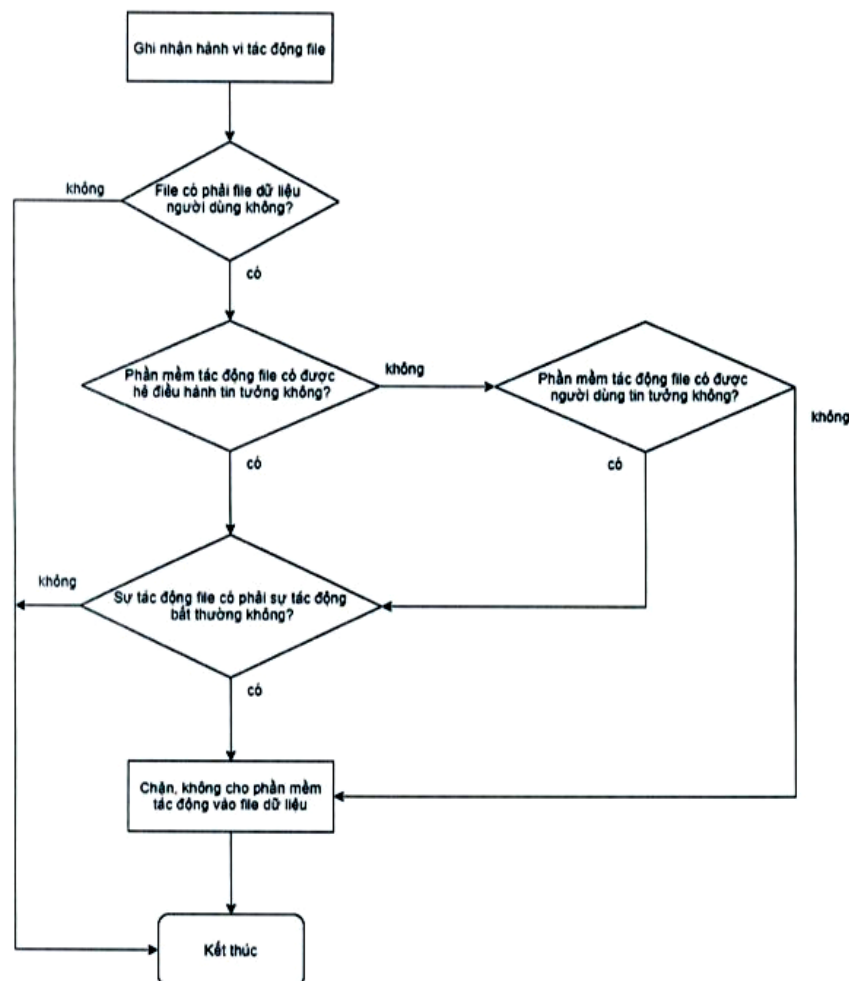 Ghi nhận hành vi tác động file
không
File có phải file dữ liệu
người dùng không?
có
Phần mềm tác động file có được
hệ điều hành tin tưởng không?
không
Phần mềm tác động file có được
người dùng tin tưởng không?
không
có
có
không
Sự tác động file có phải sự tác động
bất thường không?
có
Chặn, không cho phần mềm
tác động vào file dữ liệu
Kết thúc